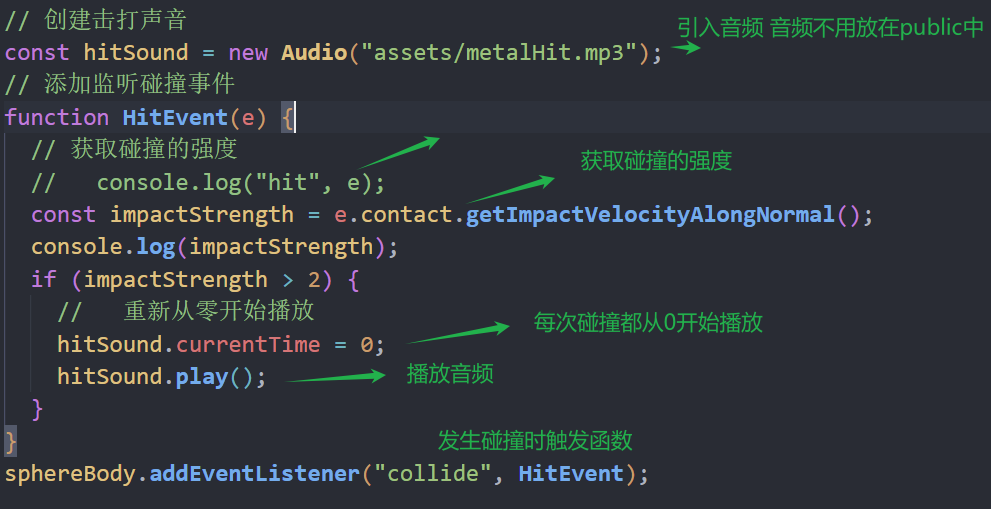 // 创建击打声音
const hitSound = new Audio("assets/metalHit.mp3");
引入音频 音频不用放在public中
// 添加监听碰撞事件
function HitEvent(e) {
// 获取碰撞的强度
//   console.log("hit", e);
获取碰撞的强度
const impactStrength = e.contact.getImpactVelocityAlongNormal();
console.log(impactStrength);
if (impactStrength > 2) {
//   重新从零开始播放
hitSound.currentTime = 0;
每次碰撞都从0开始播放
hitSound.play();
播放音频
}
}
发生碰撞时触发函数
sphereBody.addEventListener("collide", HitEvent);